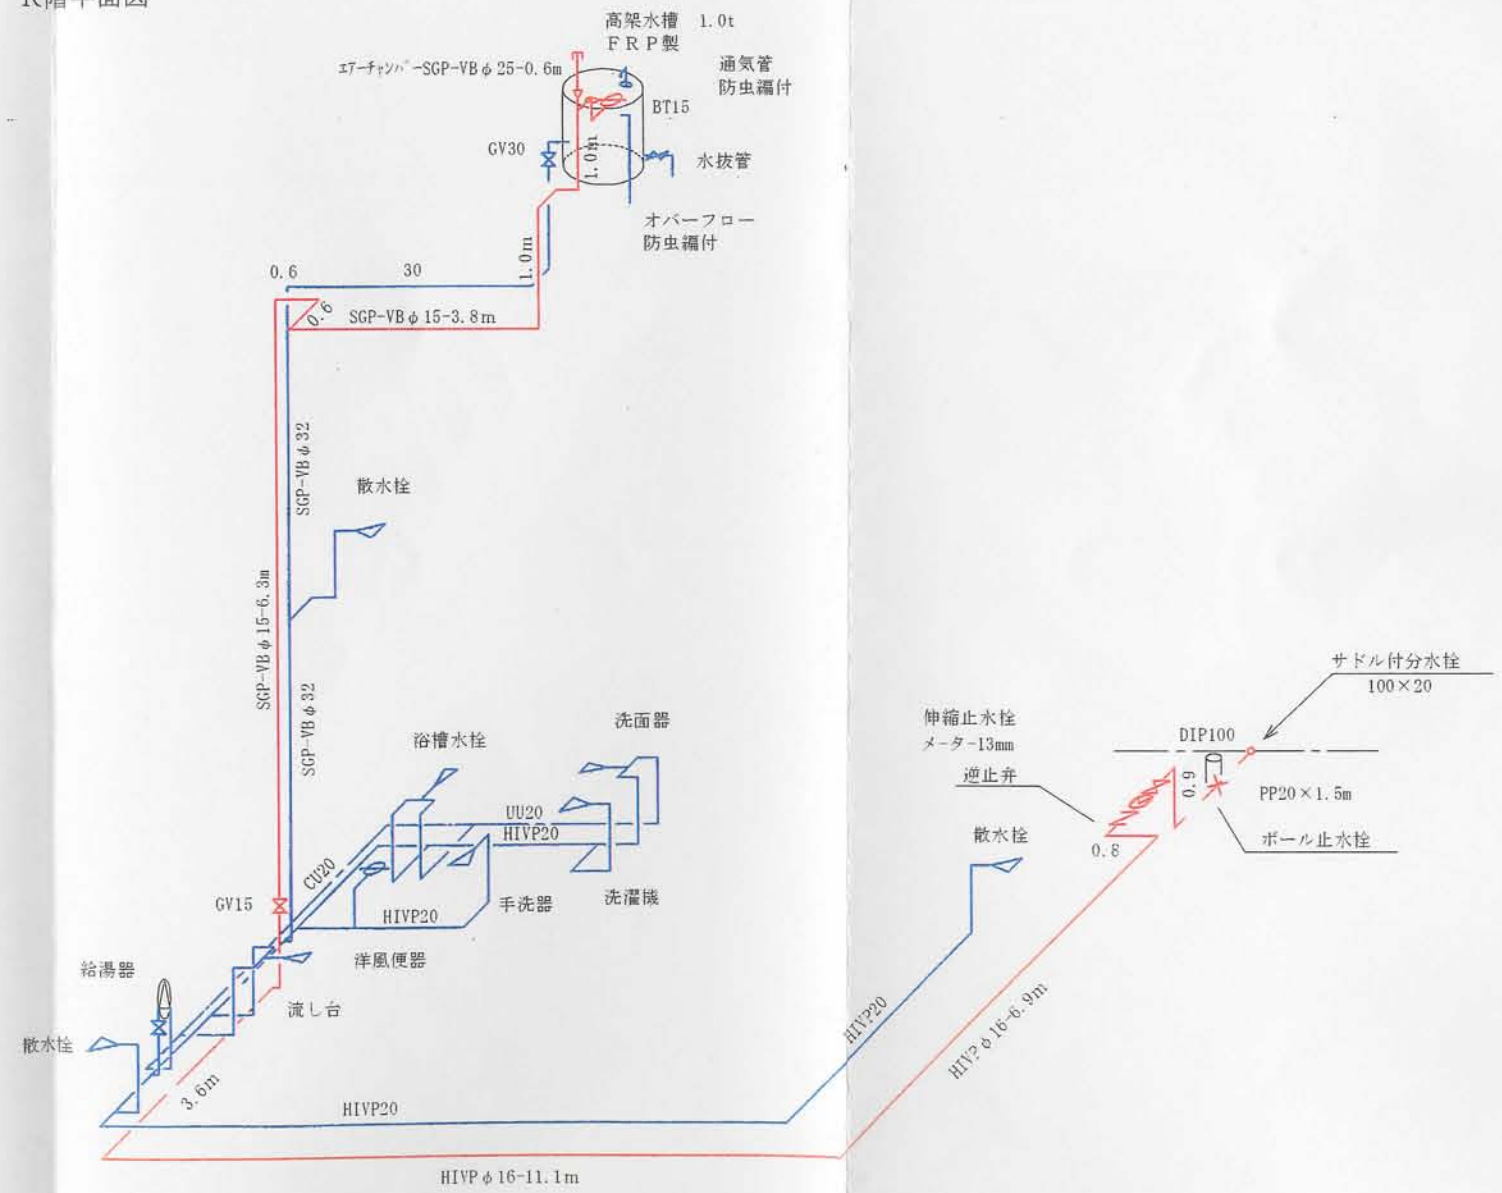 R階平面図
高架水槽 1.0t
FRP製
エアーチャンバーSGP-VBφ25-0.6m
通気管
防虫編付
BT15
GV30
1.0m
水抜管
オバーフロー
防虫編付
1.0m
0.6
30
0.6
SGP-VBφ15-3.8m
SGP-VBφ32
散水栓
SGP-VBφ15-6.3m
SGP-VBφ32
サドル付分水栓
100×20
伸縮止水栓
メーター13mm
DIP100
洗面器
浴槽水栓
逆止弁
0.9
PP20×1.5m
UU20
HIVP20
散水栓
0.8
ボール止水栓
CU20
GV15
HIVP20
手洗器
洗濯機
洋風便器
給湯器
流し台
散水栓
3.6m
HIVP20
HIVP20
HIVPφ16-6.9m
HIVPφ16-11.1m